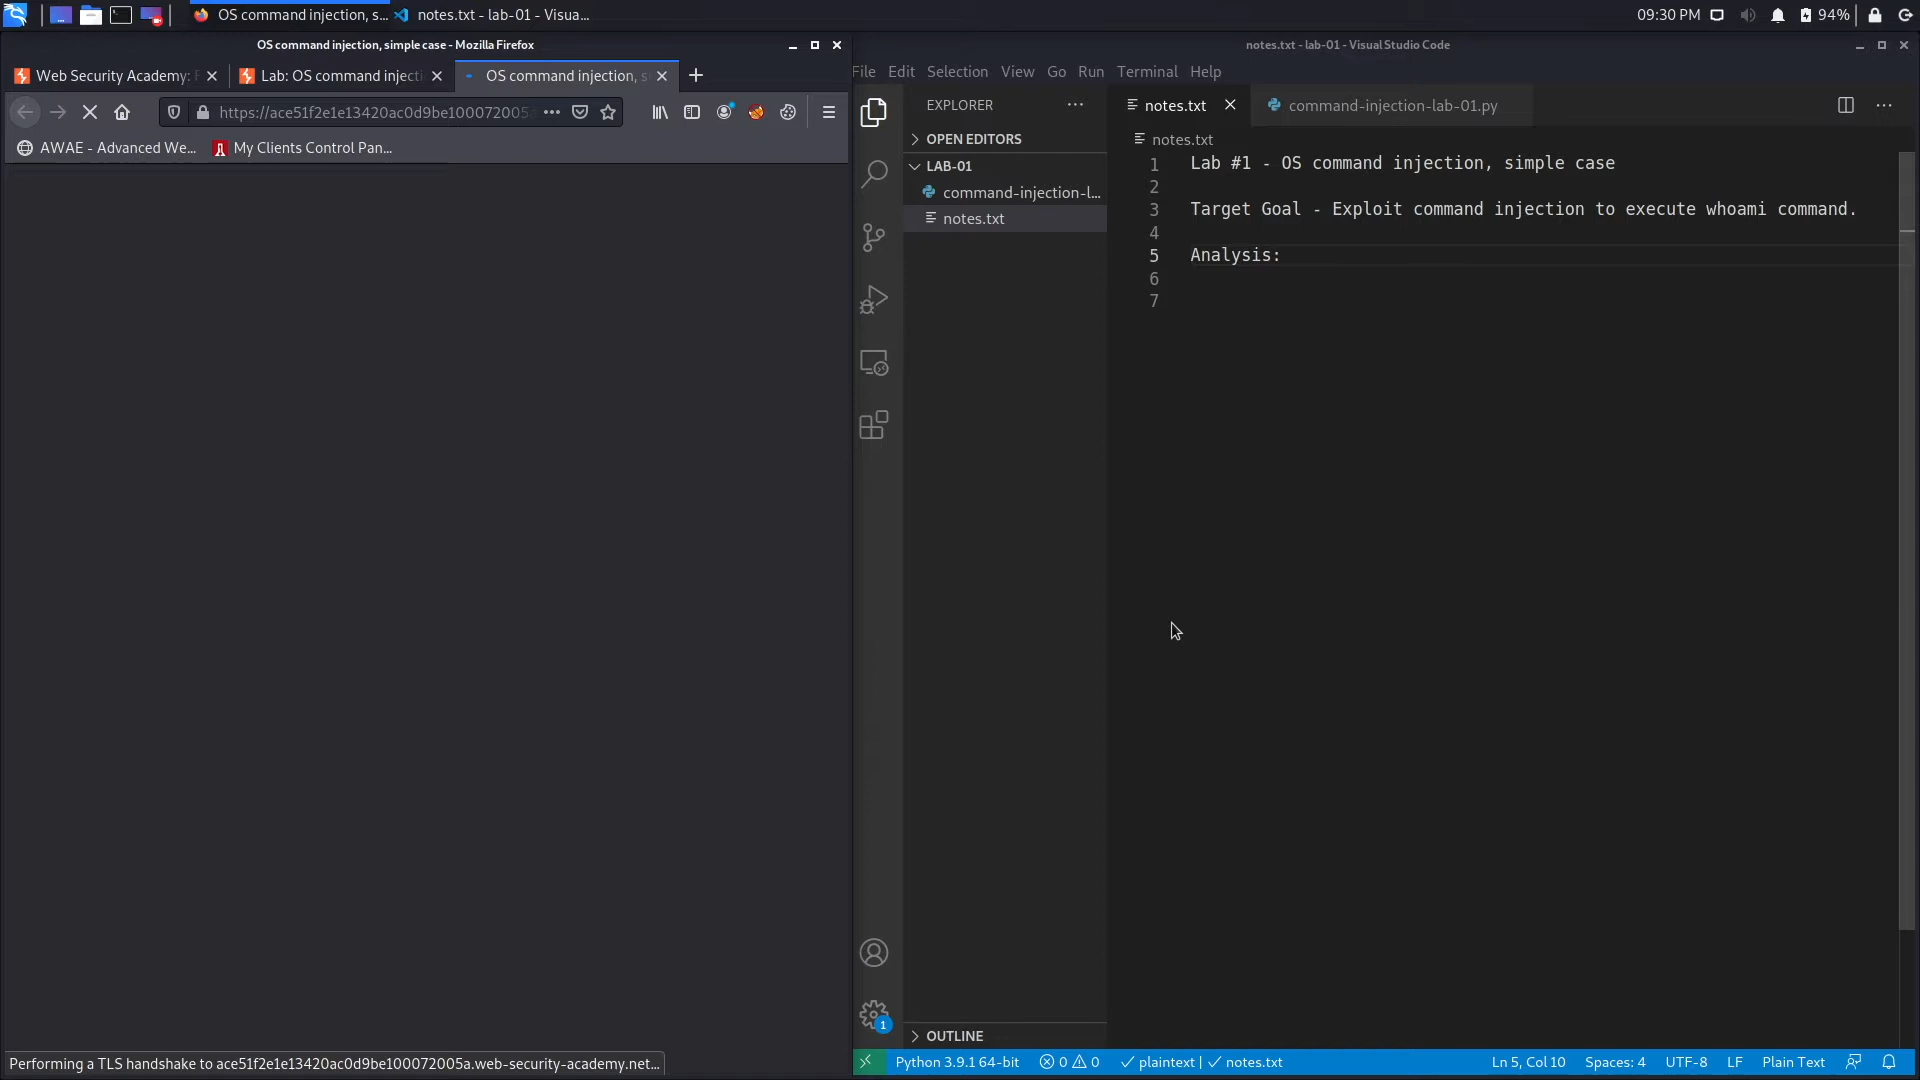 OS command injection, s...
notes.txt - lab-01 - Visua...
09:30 PM
94%
OS command injection, simple case - Mozilla Firefox
Web Security Academy:
Lab: OS command injecti
OS command injection, s
https://ace51f2e1e13420ac0d9be100072005a
AWAE - Advanced We...
My Clients Control Pan...
Performing a TLS handshake to ace51f2e1e13420ac0d9be100072005a.web-security-academy.net...
notes.txt - lab-01 - Visual Studio Code
File Edit Selection View Go Run Terminal Help
EXPLORER
OPEN EDITORS
LAB-01
command-injection-l...
notes.txt
OUTLINE
1
notes.txt
command-injection-lab-01.py
notes.txt
1 Lab #1 - OS command injection, simple case
2
3 Target Goal - Exploit command injection to execute whoami command.
4
5 Analysis:
6
7
Python 3.9.1 64-bit
0 0
plaintext | notes.txt
Ln 5, Col 10
Spaces: 4
UTF-8
LF
Plain Text